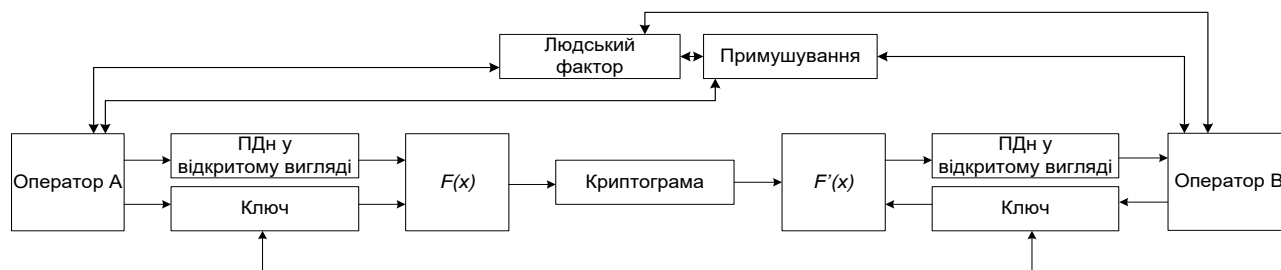 Людський
фактор
Примушування
Оператор А
ПДн у
відкритому вигляді
Ключ
F(x)
Криптограма
F’(x)
ПДн у
відкритому вигляді
Ключ
Оператор В